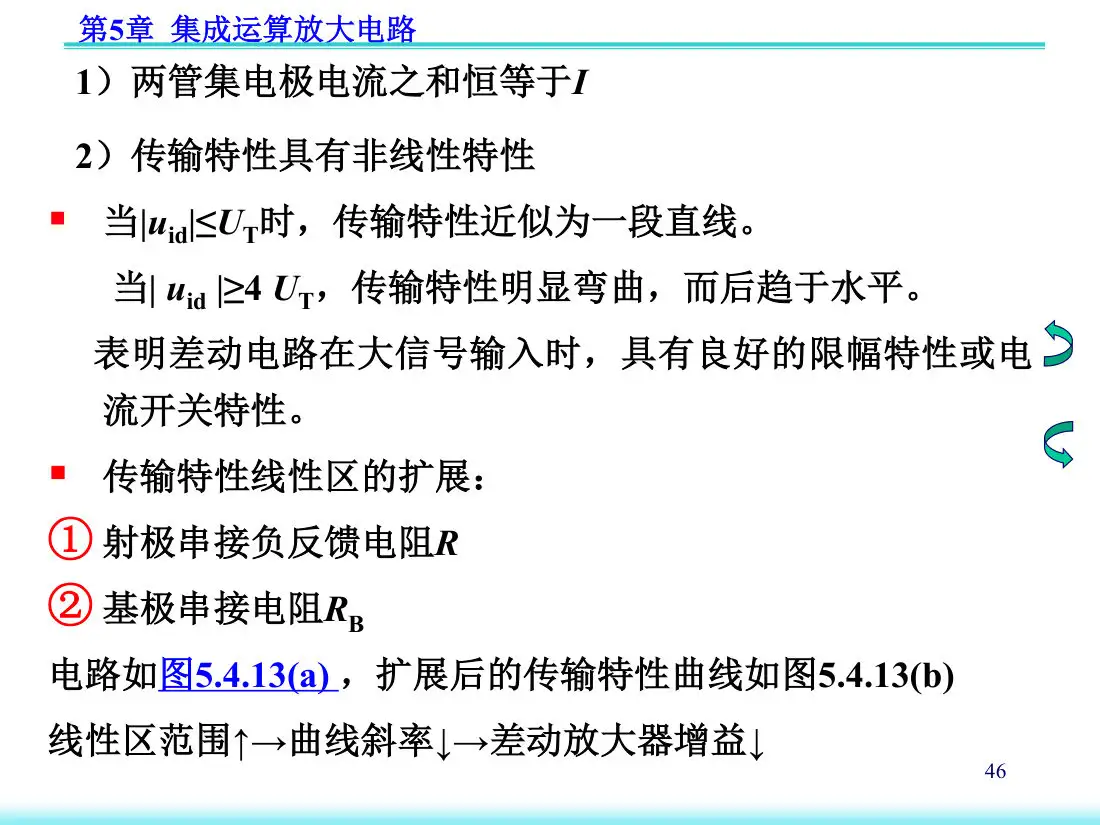 第5章 集成运算放大电路
1）两管集电极电流之和恒等于I
2）传输特性具有非线性特性
▪ 当|uid|≤UT时，传输特性近似为一段直线。
当| uid |≥4 UT，传输特性明显弯曲，而后趋于水平。
表明差动电路在大信号输入时，具有良好的限幅特性或电
流开关特性。
▪ 传输特性线性区的扩展：
① 射极串接负反馈电阻R
② 基极串接电阻RB
电路如图5.4.13(a) ，扩展后的传输特性曲线如图5.4.13(b)
线性区范围↑→曲线斜率↓→差动放大器增益↓
46